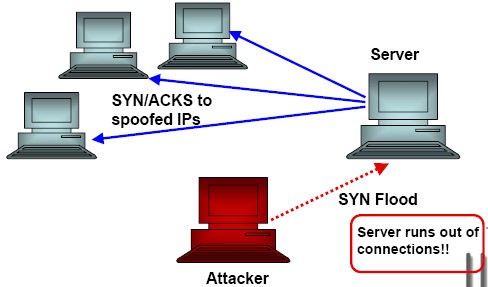 Server
SYN/ACKS to
spoofed IPs
SYN Flood
Server runs out of
connections!!
Attacker